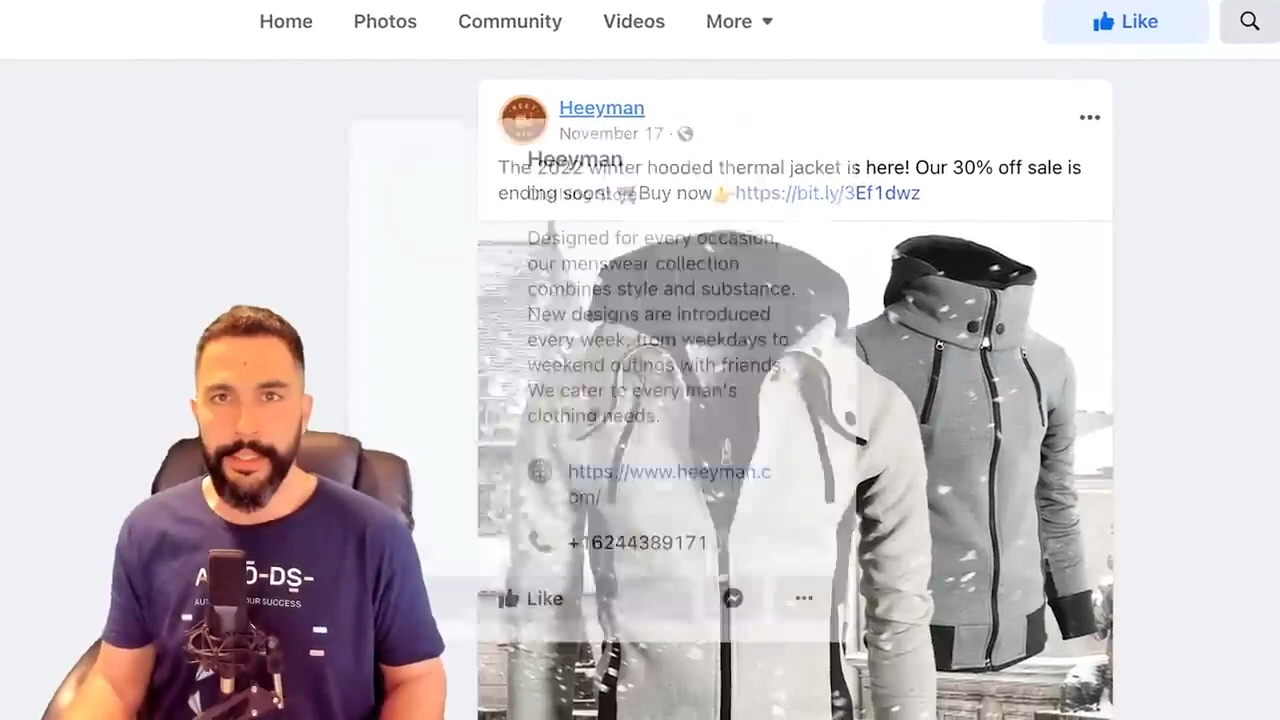 Home Photos Community Videos More Like
Heeyman
November 17 ·
The 2022 winter hooded thermal jacket is here! Our 30% off sale is
ending soon! Buy now👉https://bit.ly/3Ef1dwz
Heeyman
Designed for every occasion,
our menswear collection
combines style and substance.
New designs are introduced
every week, from weekdays to
weekend outings with friends.
We cater to every man's
clothing needs.
https://www.heeyman.c
om/
+16244389171
Like